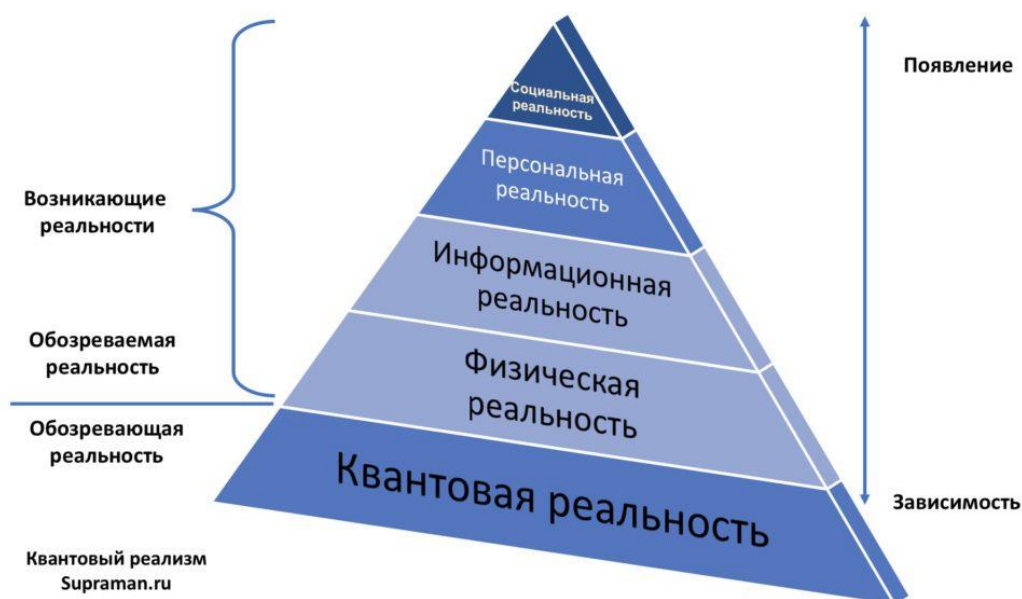 Социальная
реальность
Появление
Персональная
реальность
Возникающие
реальности
Информационная
реальность
Обозреваемая
реальность
Физическая
реальность
Обозревающая
реальность
Квантовая реальность
Зависимость
Квантовый реализм
Supraman.ru